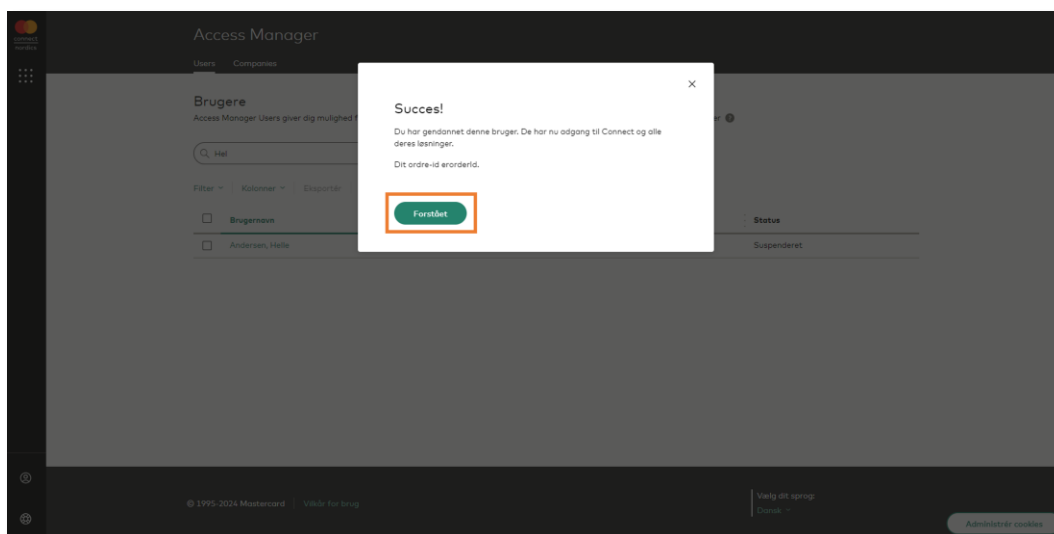 connect
nordics
Access Manager
Users Companies
Succes!
Du har gendannet denne bruger. De har nu adgang til Connect og alle
deres løsninger.
Dit ordre-id erorderId.
Forstået
Brugere
Access Manager Users giver dig mulighed f
er ?
Hel
Filter Kolonner Eksportér
Brugernavn Status
Andersen, Helle Suspenderet
© 1995-2024 Mastercard Vilkår for brug
Vælg dit sprog:
Dansk
Administrér cookies